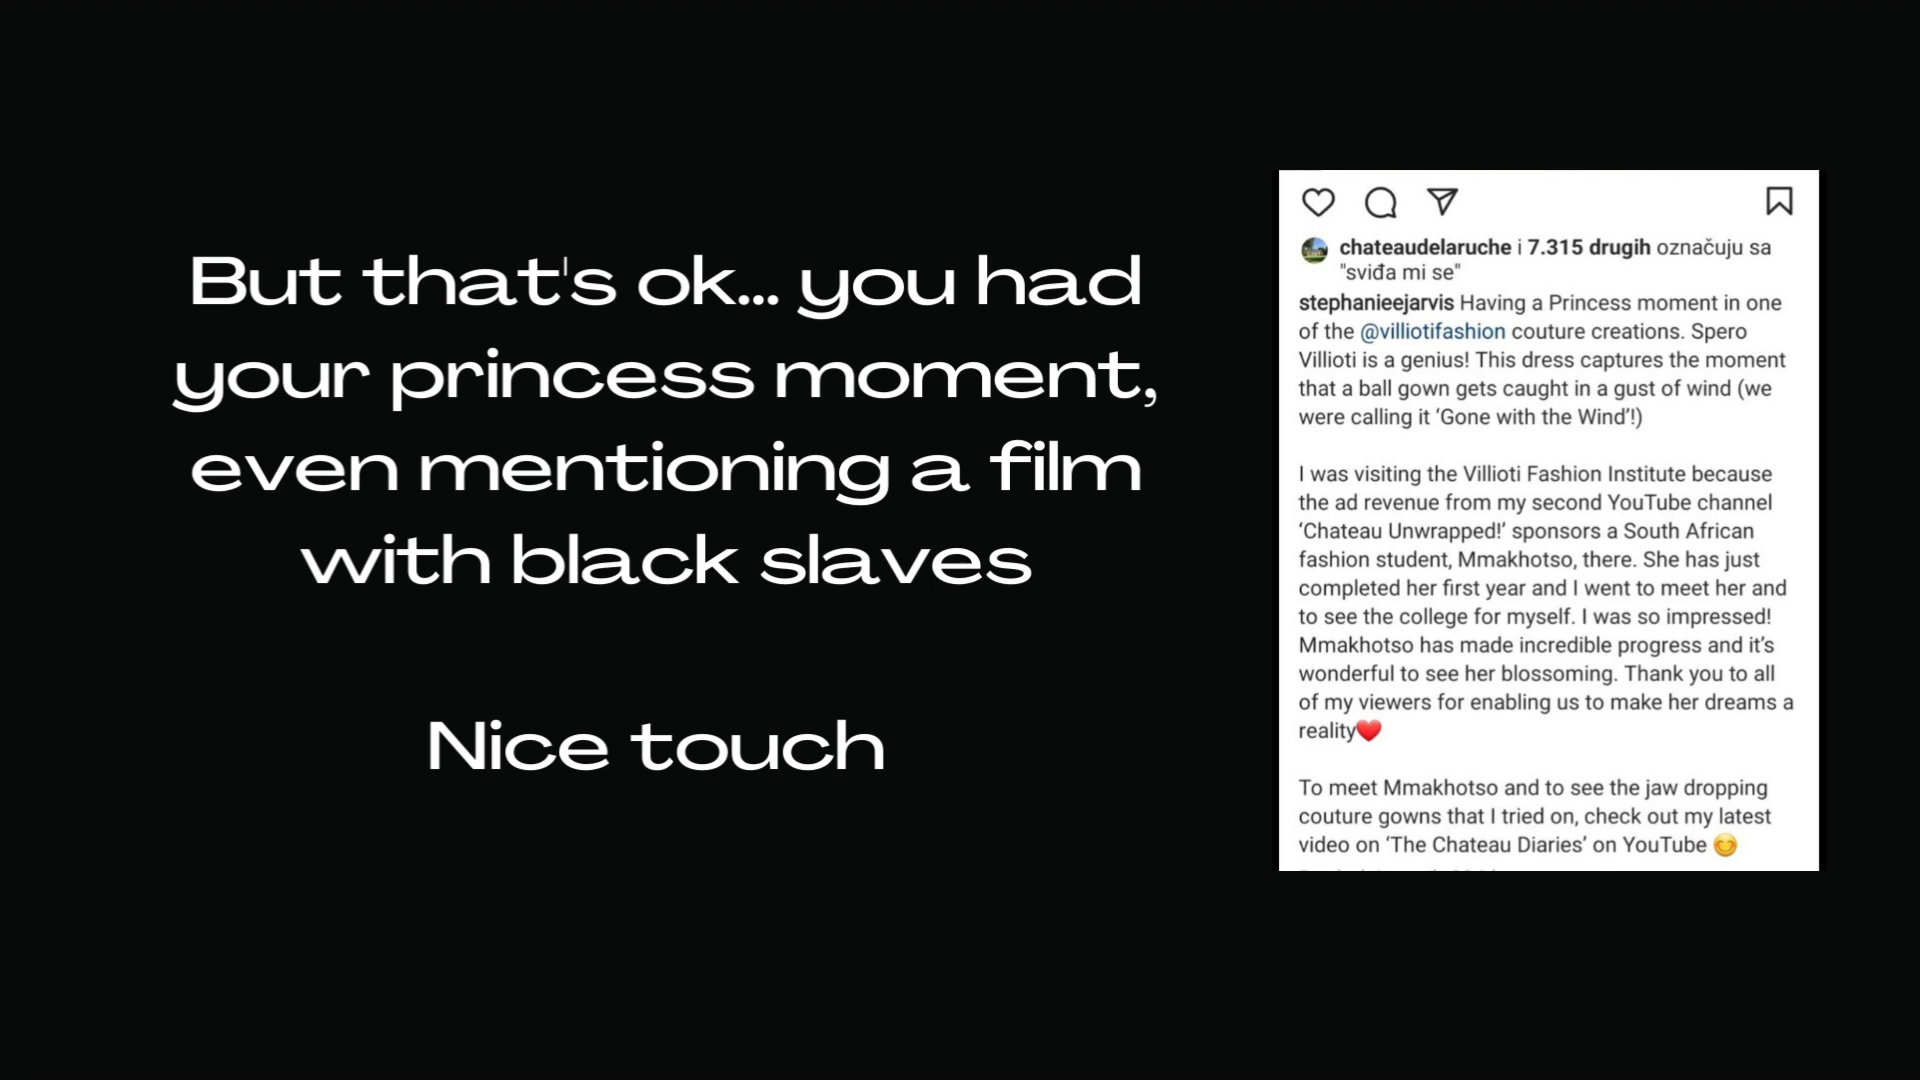 But that's ok... you had
your princess moment,
even mentioning a film
with black slaves
Nice touch
chateaudelaruche i 7.315 drugih označuju sa
"sviđa mi se"
stephanieejarvis Having a Princess moment in one
of the @villiotifashion couture creations. Spero
Villioti is a genius! This dress captures the moment
that a ball gown gets caught in a gust of wind (we
were calling it ‘Gone with the Wind’!)
I was visiting the Villioti Fashion Institute because
the ad revenue from my second YouTube channel
‘Chateau Unwrapped!’ sponsors a South African
fashion student, Mmakhotso, there. She has just
completed her first year and I went to meet her and
to see the college for myself. I was so impressed!
Mmakhotso has made incredible progress and it’s
wonderful to see her blossoming. Thank you to all
of my viewers for enabling us to make her dreams a
reality❤️
To meet Mmakhotso and to see the jaw dropping
couture gowns that I tried on, check out my latest
video on ‘The Chateau Diaries’ on YouTube 😊